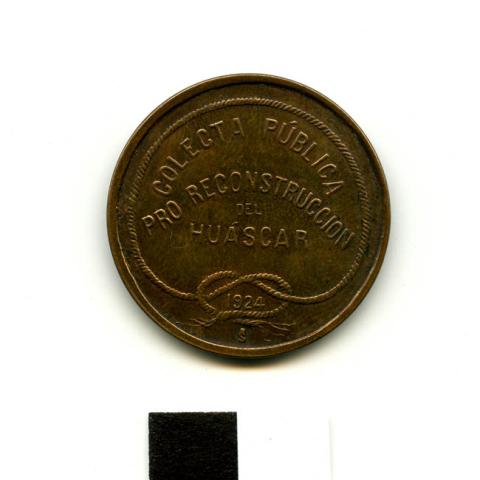 COLECTA PÚBLICA
PRO RECONSTRUCCION
DEL
HUÁSCAR
1924